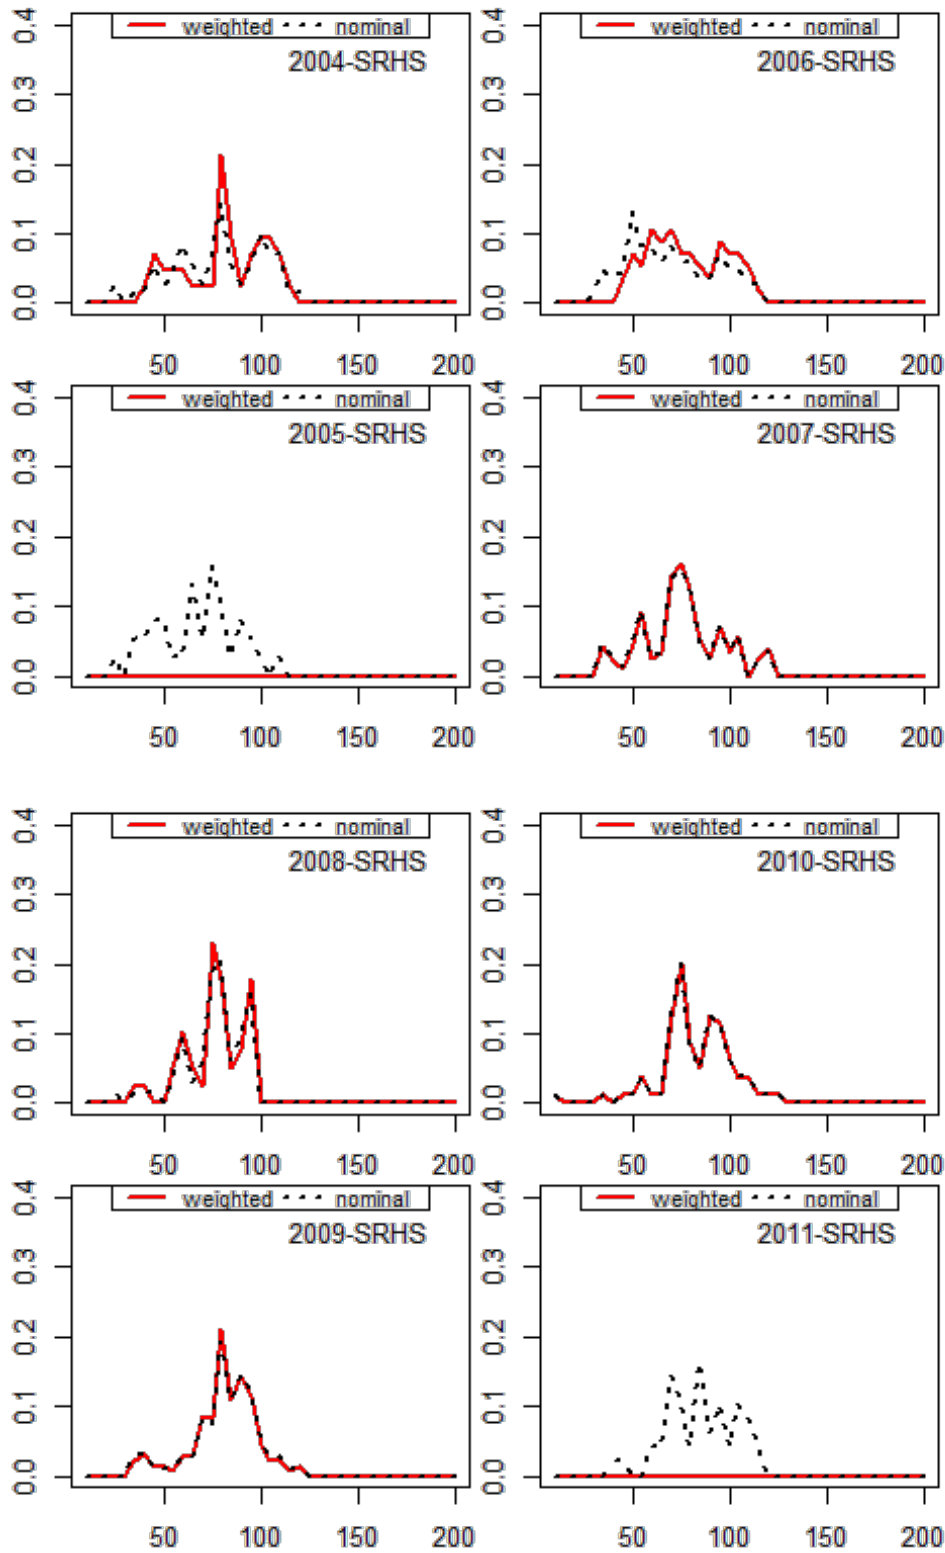 weighted nominal
2004-SRHS
0.0 0.1 0.2 0.3 0.4
50 100 150 200
weighted nominal
2006-SRHS
0.0 0.1 0.2 0.3 0.4
50 100 150 200
weighted nominal
2005-SRHS
0.0 0.1 0.2 0.3 0.4
50 100 150 200
weighted nominal
2007-SRHS
0.0 0.1 0.2 0.3 0.4
50 100 150 200
weighted nominal
2008-SRHS
0.0 0.1 0.2 0.3 0.4
50 100 150 200
weighted nominal
2010-SRHS
0.0 0.1 0.2 0.3 0.4
50 100 150 200
weighted nominal
2009-SRHS
0.0 0.1 0.2 0.3 0.4
50 100 150 200
weighted nominal
2011-SRHS
0.0 0.1 0.2 0.3 0.4
50 100 150 200